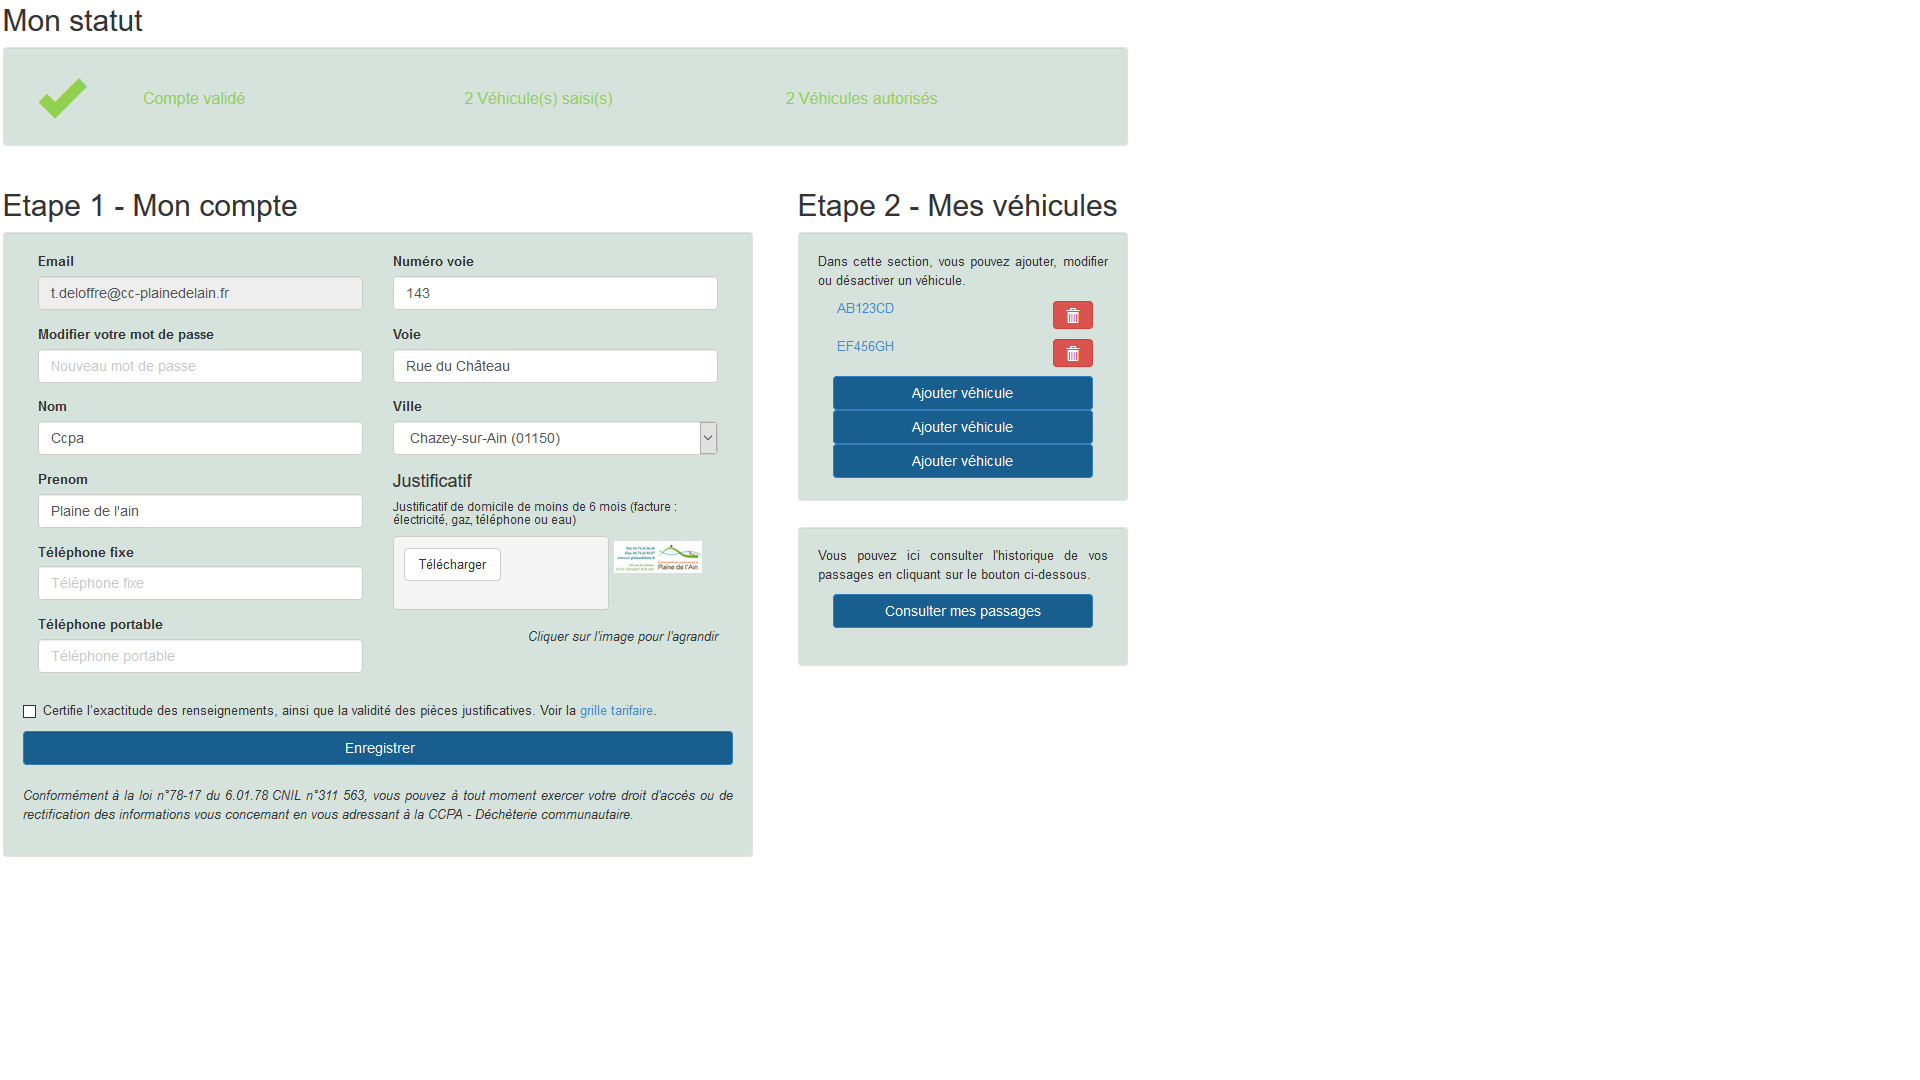 Mon statut
Compte validé
2 Véhicule(s) saisi(s)
2 Véhicules autorisés
Etape 1 - Mon compte
Email
t.deloffre@cc-plainedelain.fr
Modifier votre mot de passe
Nouveau mot de passe
Nom
Ccpa
Prenom
Plaine de l'ain
Téléphone fixe
Téléphone fixe
Téléphone portable
Téléphone portable
Numéro voie
143
Voie
Rue du Château
Ville
Chazey-sur-Ain (01150)
Justificatif
Justificatif de domicile de moins de 6 mois (facture :
électricité, gaz, téléphone ou eau)
Télécharger
Plaine de l'Ain
Cliquer sur l'image pour l'agrandir
Certifie l’exactitude des renseignements, ainsi que la validité des pièces justificatives. Voir la grille tarifaire.
Enregistrer
Conformément à la loi n°78-17 du 6.01.78 CNIL n°311 563, vous pouvez à tout moment exercer votre droit d'accès ou de
rectification des informations vous concernant en vous adressant à la CCPA - Déchèterie communautaire.
Etape 2 - Mes véhicules
Dans cette section, vous pouvez ajouter, modifier
ou désactiver un véhicule.
AB123CD
EF456GH
Ajouter véhicule
Ajouter véhicule
Ajouter véhicule
Vous pouvez ici consulter l'historique de vos
passages en cliquant sur le bouton ci-dessous.
Consulter mes passages